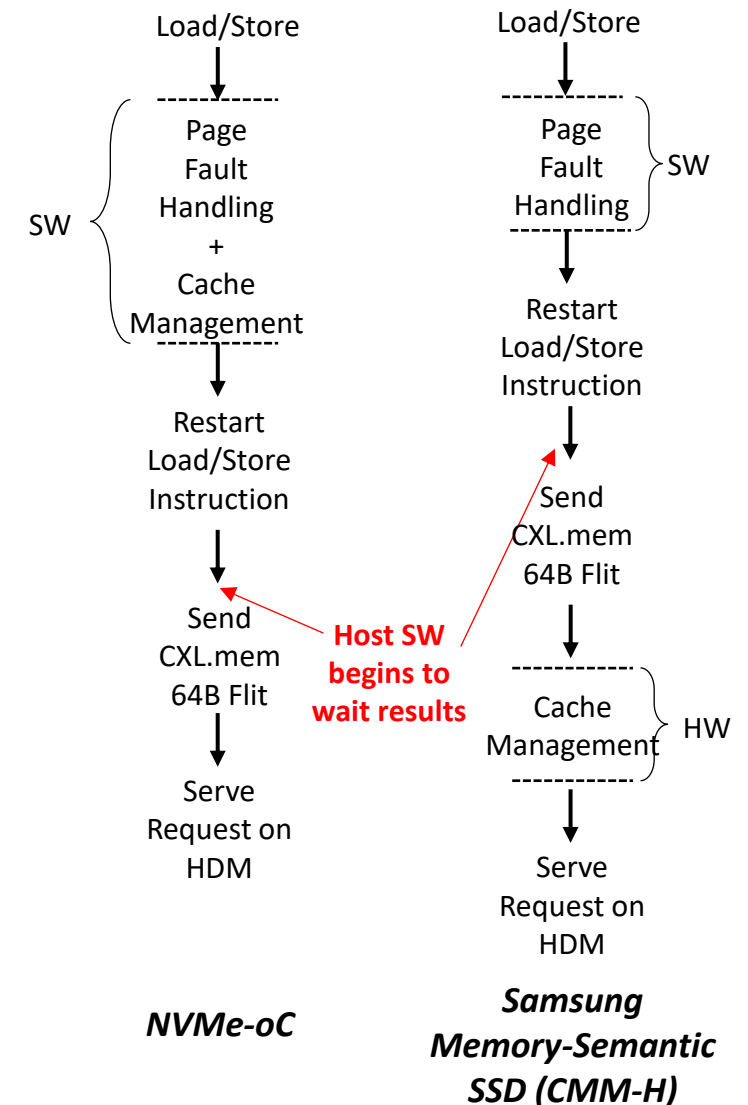 Load/Store
Page
Fault
Handling
+
Cache
Management
SW
Restart
Load/Store
Instruction
Send
CXL.mem
64B Flit
Serve
Request on
HDM
NVMe-oC
Host SW
begins to
wait results
Load/Store
Page
Fault
Handling
SW
Restart
Load/Store
Instruction
Send
CXL.mem
64B Flit
Cache
Management
HW
Serve
Request on
HDM
Samsung
Memory-Semantic
SSD (CMM-H)